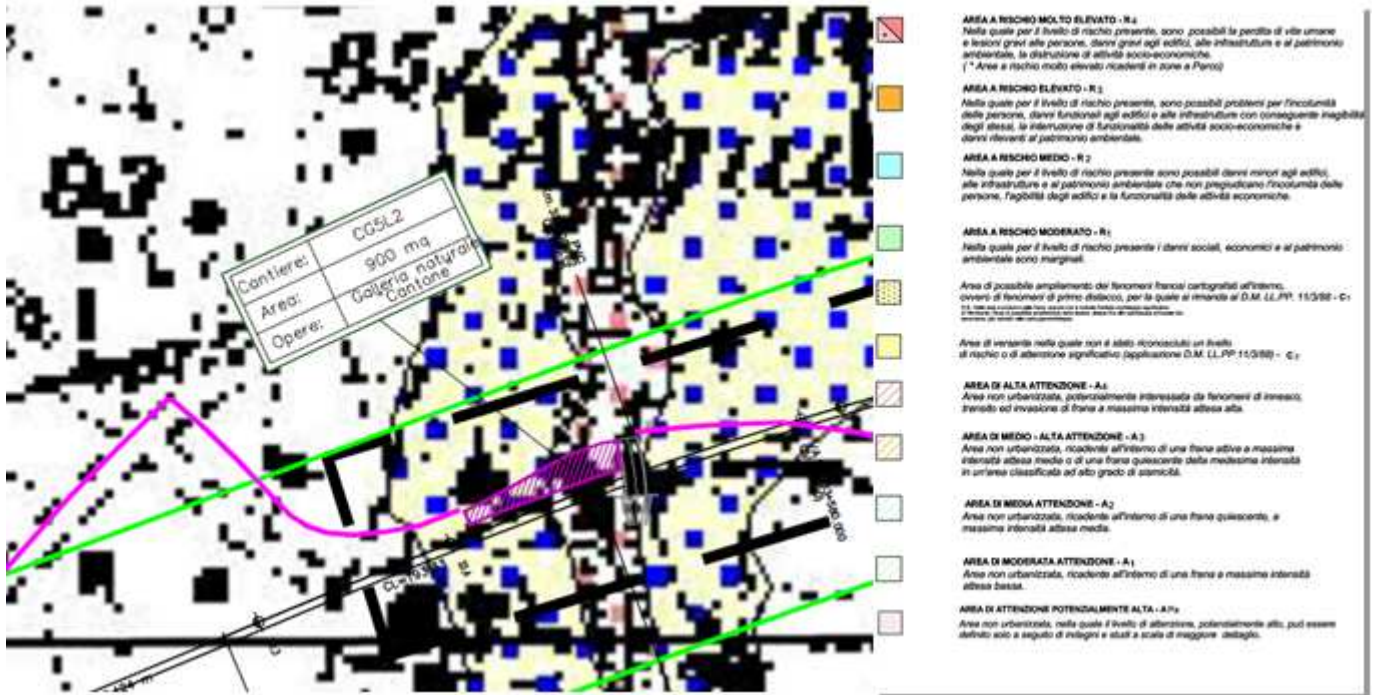 Cantiere: CG5L2
Area: 900 mq
Opere: Galleria naturale
"Cantone"
AREA A RISCHIO MOLTO ELEVATO - R4
Nella quale per il livello di rischio presente, sono possibili la perdita di vite umane
e lesioni gravi alle persone, danni gravi agli edifici, alle infrastrutture e al patrimonio
ambientale, la distruzione di attività socio-economiche.
( * Aree a rischio molto elevato ricadenti in zone a Parco)
AREA A RISCHIO ELEVATO - R3
Nella quale per il livello di rischio presente, sono possibili problemi per l'incolumità
delle persone, danni funzionali agli edifici e alle infrastrutture con conseguente inagibilità
degli stessi, la interruzione di funzionalità delle attività socio-economiche e
danni rilevanti al patrimonio ambientale.
AREA A RISCHIO MEDIO - R2
Nella quale per il livello di rischio presente sono possibili danni minori agli edifici,
alle infrastrutture e al patrimonio ambientale che non pregiudicano l'incolumità delle
persone, l'agibilità degli edifici e la funzionalità delle attività economiche.
AREA A RISCHIO MODERATO - R1
Nella quale per il livello di rischio presente i danni sociali, economici e al patrimonio
ambientale sono marginali.
Area di possibile ampliamento dei fenomeni franosi cartografati all'interno,
ovvero di fenomeni di primo distacco, per la quale si rimanda al D.M. LL.PP. 11/3/88 - C1
Area di versante nella quale non è stato riconosciuto un livello
di rischio o di attenzione significativo (applicazione D.M. LL.PP 11/3/88) - C2
AREA DI ALTA ATTENZIONE - A4
Area non urbanizzata, potenzialmente interessata da fenomeni di innesco,
transito ed invasione di frana a massima intensità attesa alta.
AREA DI MEDIO - ALTA ATTENZIONE - A3
Area non urbanizzata, ricadente all'interno di una frana attiva a massima
intensità attesa media o di una frana quiescente della medesima intensità
in un'area classificata ad alto grado di sismicità.
AREA DI MEDIA ATTENZIONE - A2
Area non urbanizzata, ricadente all'interno di una frana quiescente, a
massima intensità attesa media.
AREA DI MODERATA ATTENZIONE - A1
Area non urbanizzata, ricadente all'interno di una frana a massima intensità
attesa bassa.
AREA DI ATTENZIONE POTENZIALMENTE ALTA - APa
Area non urbanizzata, nella quale il livello di attenzione, potenzialmente alto, può essere
definito solo a seguito di indagini e studi a scala di maggiore dettaglio.